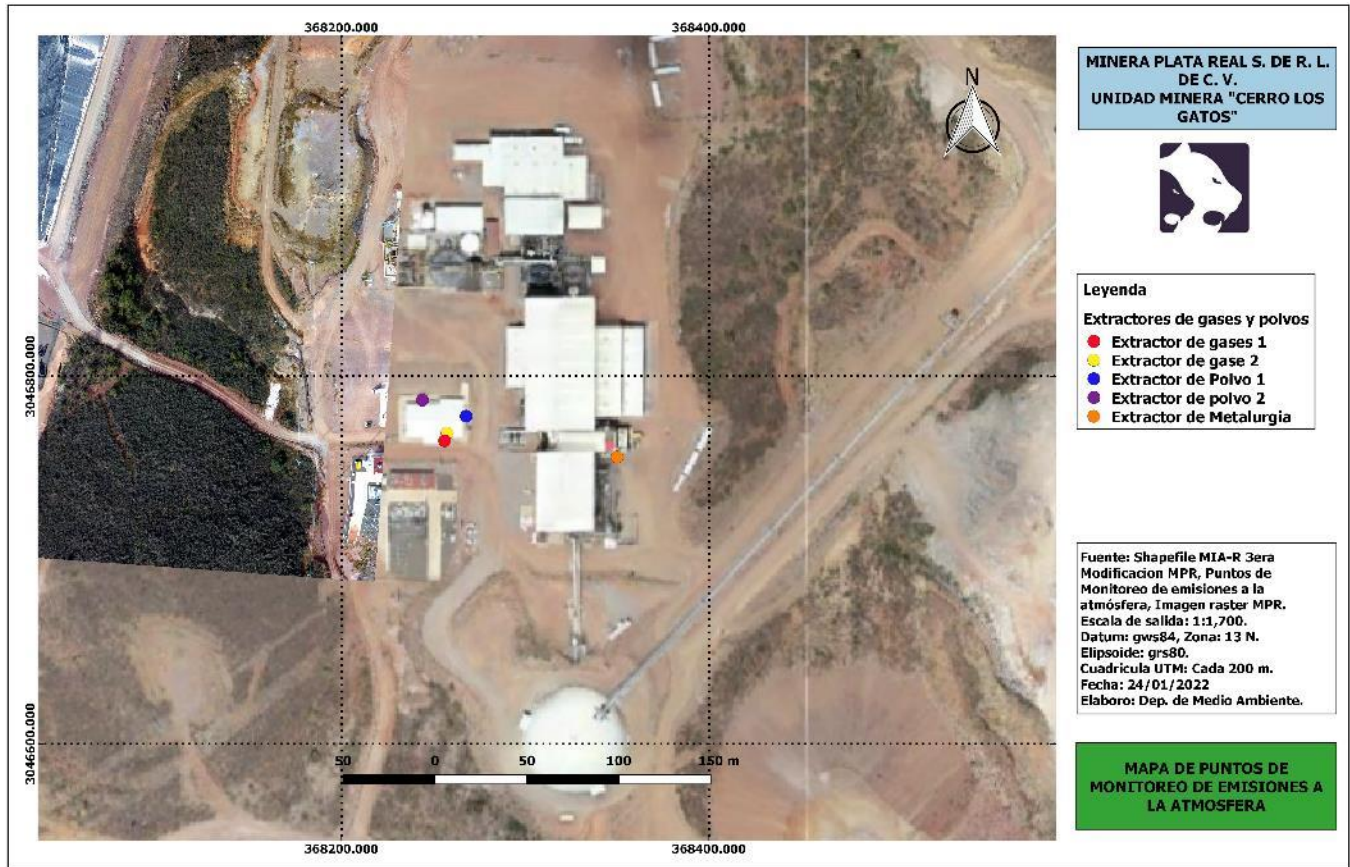 368200.000
368400.000
N
3046800.000
3046600.000
50
0
50
100
150 m
368200.000
368400.000
MINERA PLATA REAL S. DE R. L.
DE C. V.
UNIDAD MINERA "CERRO LOS
GATOS"
Leyenda
Extractores de gases y polvos
Extractor de gases 1
Extractor de gase 2
Extractor de Polvo 1
Extractor de polvo 2
Extractor de Metalurgia
Fuente: Shapefile MIA-R 3era
Modificacion MPR, Puntos de
Monitoreo de emisiones a la
atmósfera, Imagen raster MPR.
Escala de salida: 1:1,700.
Datum: gws84, Zona: 13 N.
Elipsoide: grs80.
Cuadricula UTM: Cada 200 m.
Fecha: 24/01/2022
Elaboro: Dep. de Medio Ambiente.
MAPA DE PUNTOS DE
MONITOREO DE EMISIONES A
LA ATMOSFERA